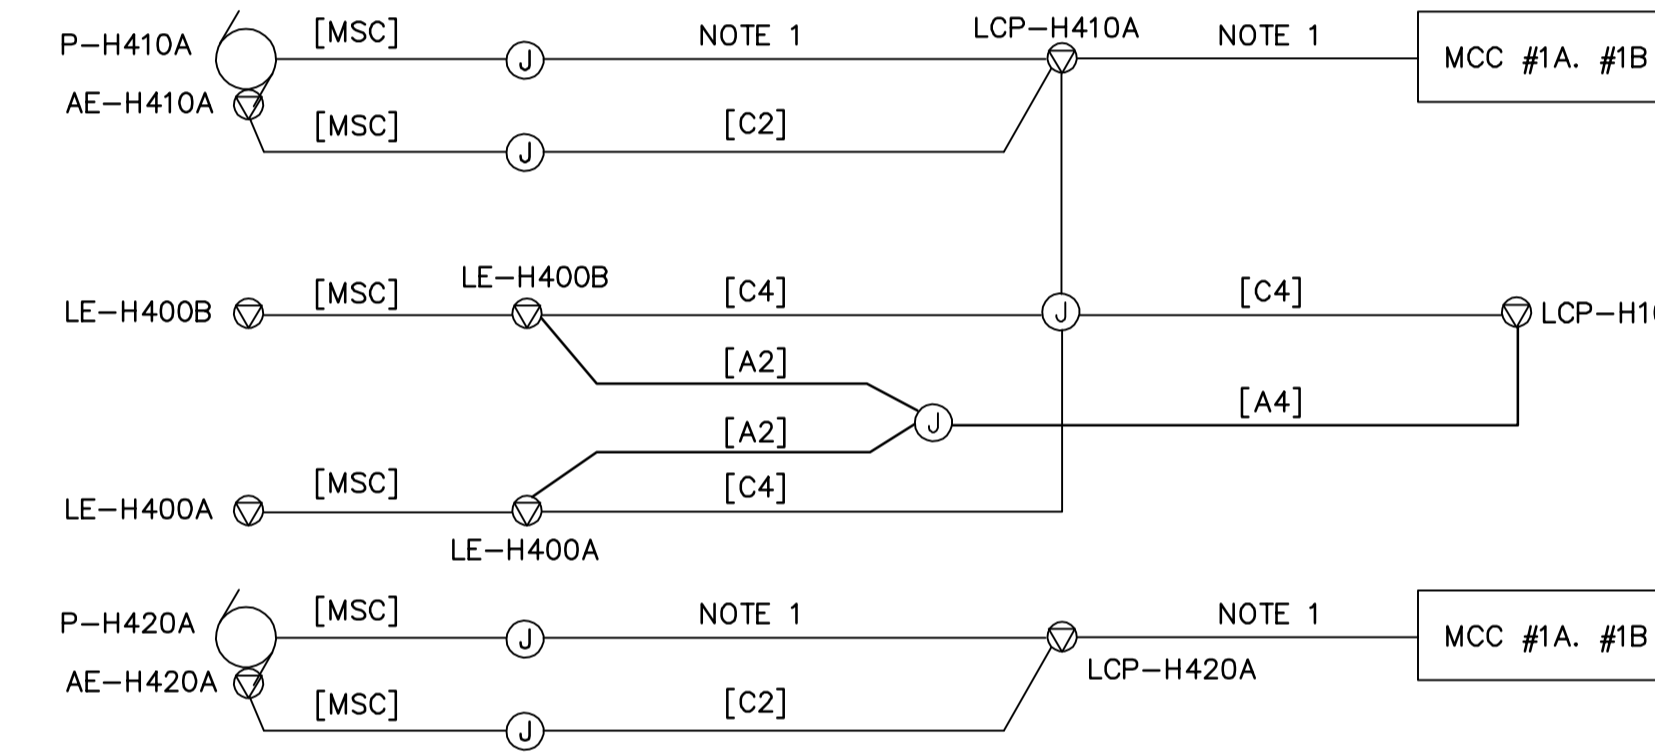 P-H410A
[MSC]
J
NOTE 1
LCP-H410A
NOTE 1
MCC #1A. #1B
AE-H410A
[MSC]
J
[C2]
LE-H400B
[MSC]
LE-H400B
[C4]
J
[C4]
[A2]
J
[A4]
[A2]
LE-H400A
[MSC]
LE-H400A
[C4]
P-H420A
[MSC]
J
NOTE 1
LCP-H420A
NOTE 1
MCC #1A. #1B
AE-H420A
[MSC]
J
[C2]